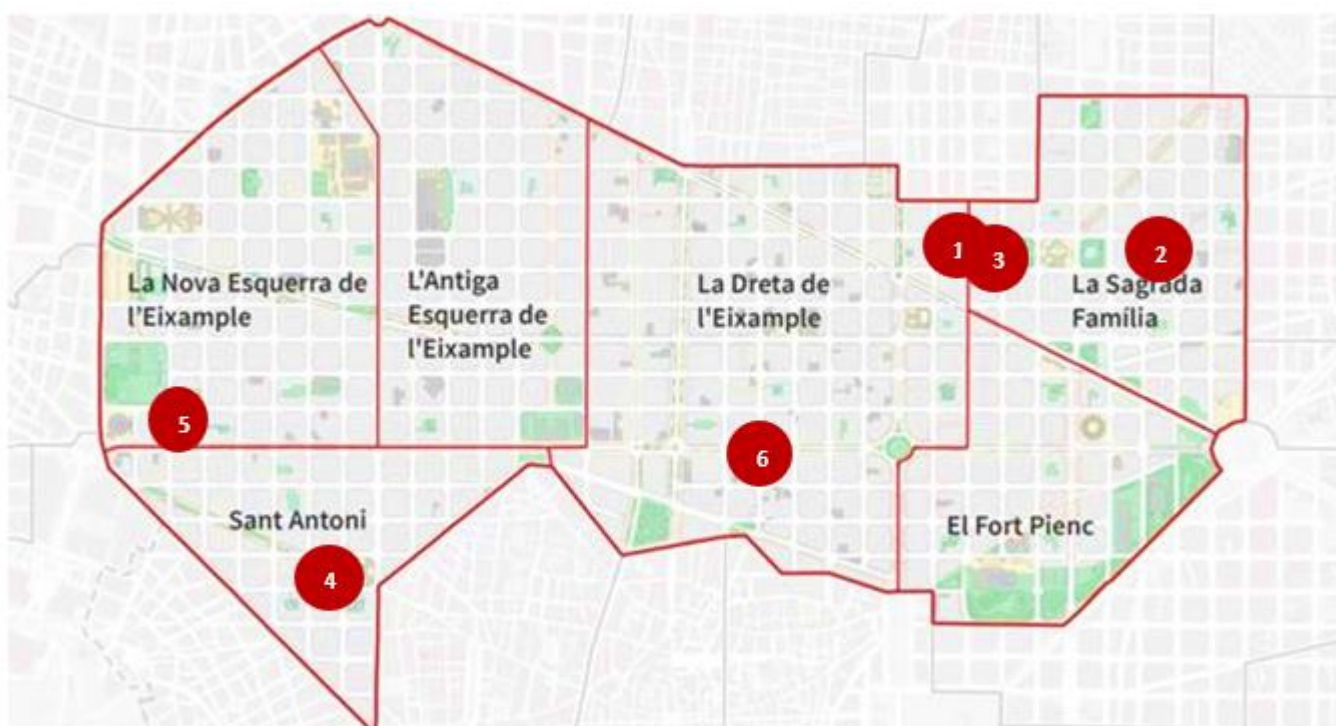 1
3
2
La Nova Esquerra de
l'Eixample
L'Antiga
Esquerra de
l'Eixample
La Dreta de
l'Eixample
La Sagrada
Família
5
6
Sant Antoni
El Fort Pienc
4